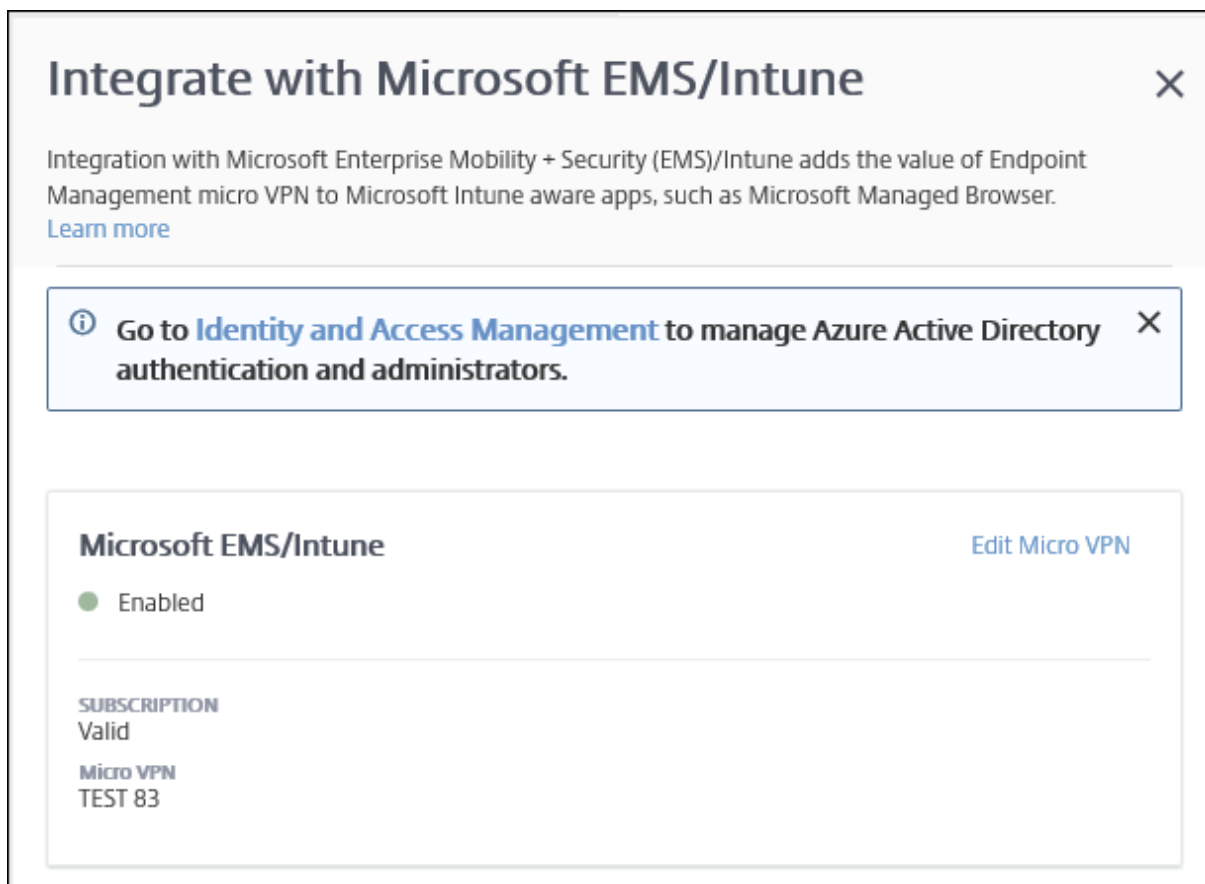 Integrate with Microsoft EMS/Intune
Integration with Microsoft Enterprise Mobility + Security (EMS)/Intune adds the value of Endpoint
Management micro VPN to Microsoft Intune aware apps, such as Microsoft Managed Browser.
Learn more
Go to Identity and Access Management to manage Azure Active Directory
authentication and administrators.
Microsoft EMS/Intune
Edit Micro VPN
Enabled
SUBSCRIPTION
Valid
Micro VPN
TEST 83